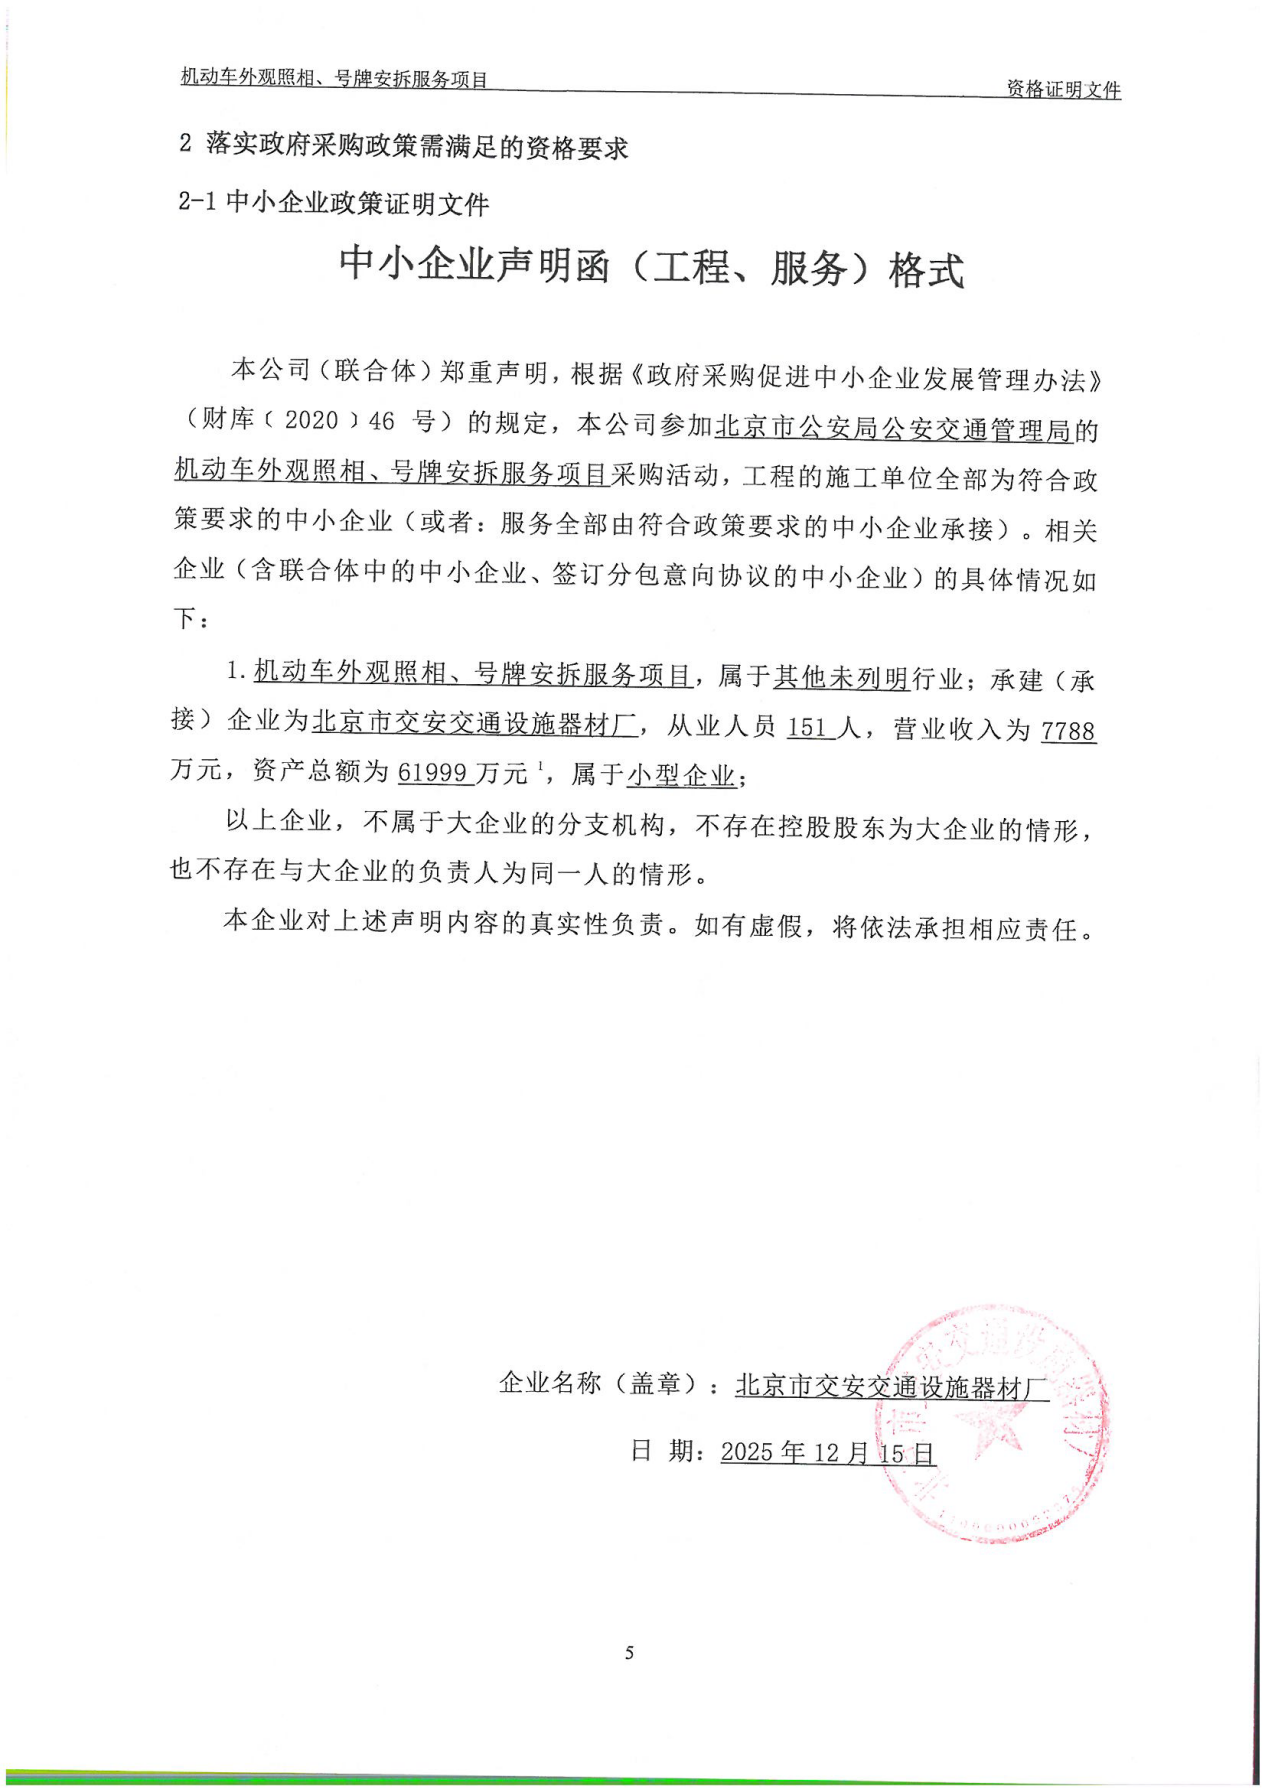 机动车外观照相、号牌安拆服务项目
资格证明文件
2 落实政府采购政策需满足的资格要求
2-1 中小企业政策证明文件
中小企业声明函（工程、服务）格式
本公司（联合体）郑重声明，根据《政府采购促进中小企业发展管理办法》
（财库﹝2020﹞46 号）的规定，本公司参加北京市公安局公安交通管理局的
机动车外观照相、号牌安拆服务项目采购活动，工程的施工单位全部为符合政
策要求的中小企业（或者：服务全部由符合政策要求的中小企业承接）。相关
企业（含联合体中的中小企业、签订分包意向协议的中小企业）的具体情况如
下：
1. 机动车外观照相、号牌安拆服务项目，属于其他未列明行业；承建（承
接）企业为北京市交安交通设施器材厂，从业人员 151 人，营业收入为 7788
万元，资产总额为 61999 万元 1，属于小型企业；
以上企业，不属于大企业的分支机构，不存在控股股东为大企业的情形，
也不存在与大企业的负责人为同一人的情形。
本企业对上述声明内容的真实性负责。如有虚假，将依法承担相应责任。
企业名称（盖章）：北京市交安交通设施器材厂
日 期：2025 年 12 月 15 日
5